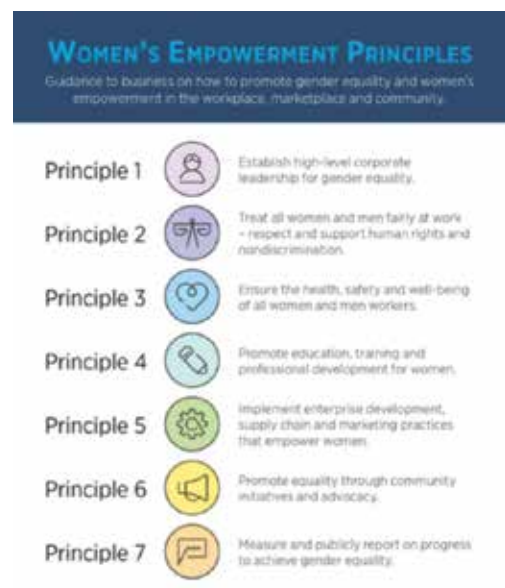 WOMEN'S EMPOWERMENT PRINCIPLES
Guidance to business on how to promote gender equality and women's
empowerment in the workplace, marketplace and community.
Principle 1
Establish high-level corporate
leadership for gender equality.
Principle 2
Treat all women and men fairly at work
– respect and support human rights and
nondiscrimination.
Principle 3
Ensure the health, safety and well-being
of all women and men workers.
Principle 4
Promote education, training and
professional development for women.
Principle 5
Implement enterprise development,
supply chain and marketing practices
that empower women.
Principle 6
Promote equality through community
initiatives and advocacy.
Principle 7
Measure and publicly report on progress
to achieve gender equality.